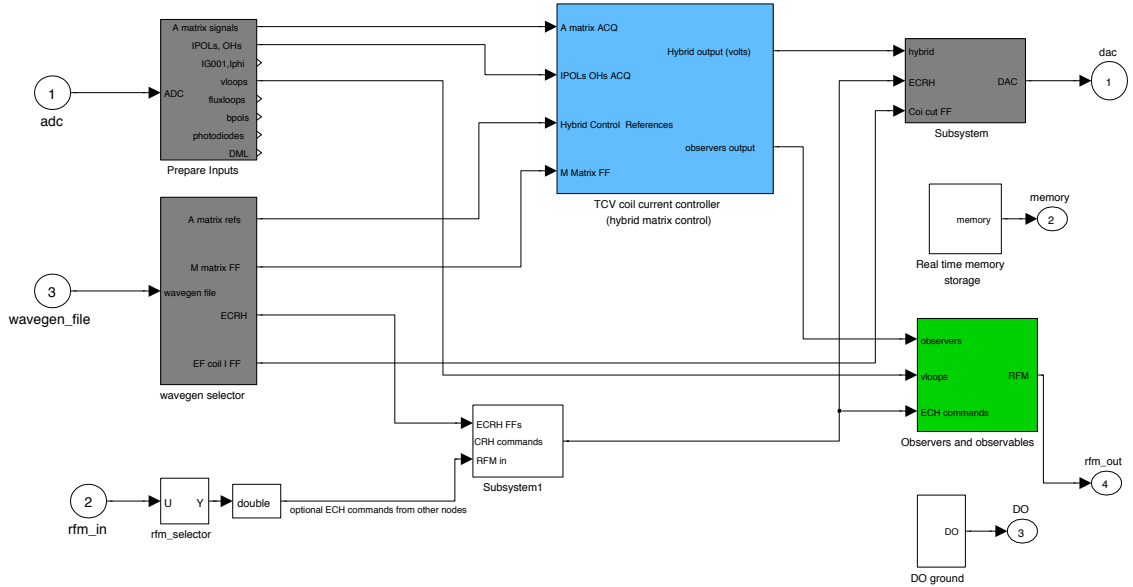 1
adc
ADC
A matrix signals
IPOLs, OHs
IG001,Iphi
vloops
fluxloops
bpols
photodiodes
DML
Prepare Inputs
A matrix ACQ
IPOLs OHs ACQ
Hybrid Control  References
M Matrix FF
Hybrid output (volts)
observers output
TCV coil current controller
(hybrid matrix control)
hybrid
ECRH
Coi cut FF
DAC
Subsystem
dac
1
memory
memory
2
Real time memory
storage
3
wavegen_file
wavegen file
A matrix refs
M matrix FF
ECRH
EF coil I FF
wavegen selector
observers
vloops
ECH commands
RFM
Observers and observables
rfm_out
4
ECRH FFs
CRH commands
RFM in
Subsystem1
2
rfm_in
U
Y
rfm_selector
double
optional ECH commands from other nodes
DO
DO
3
DO ground